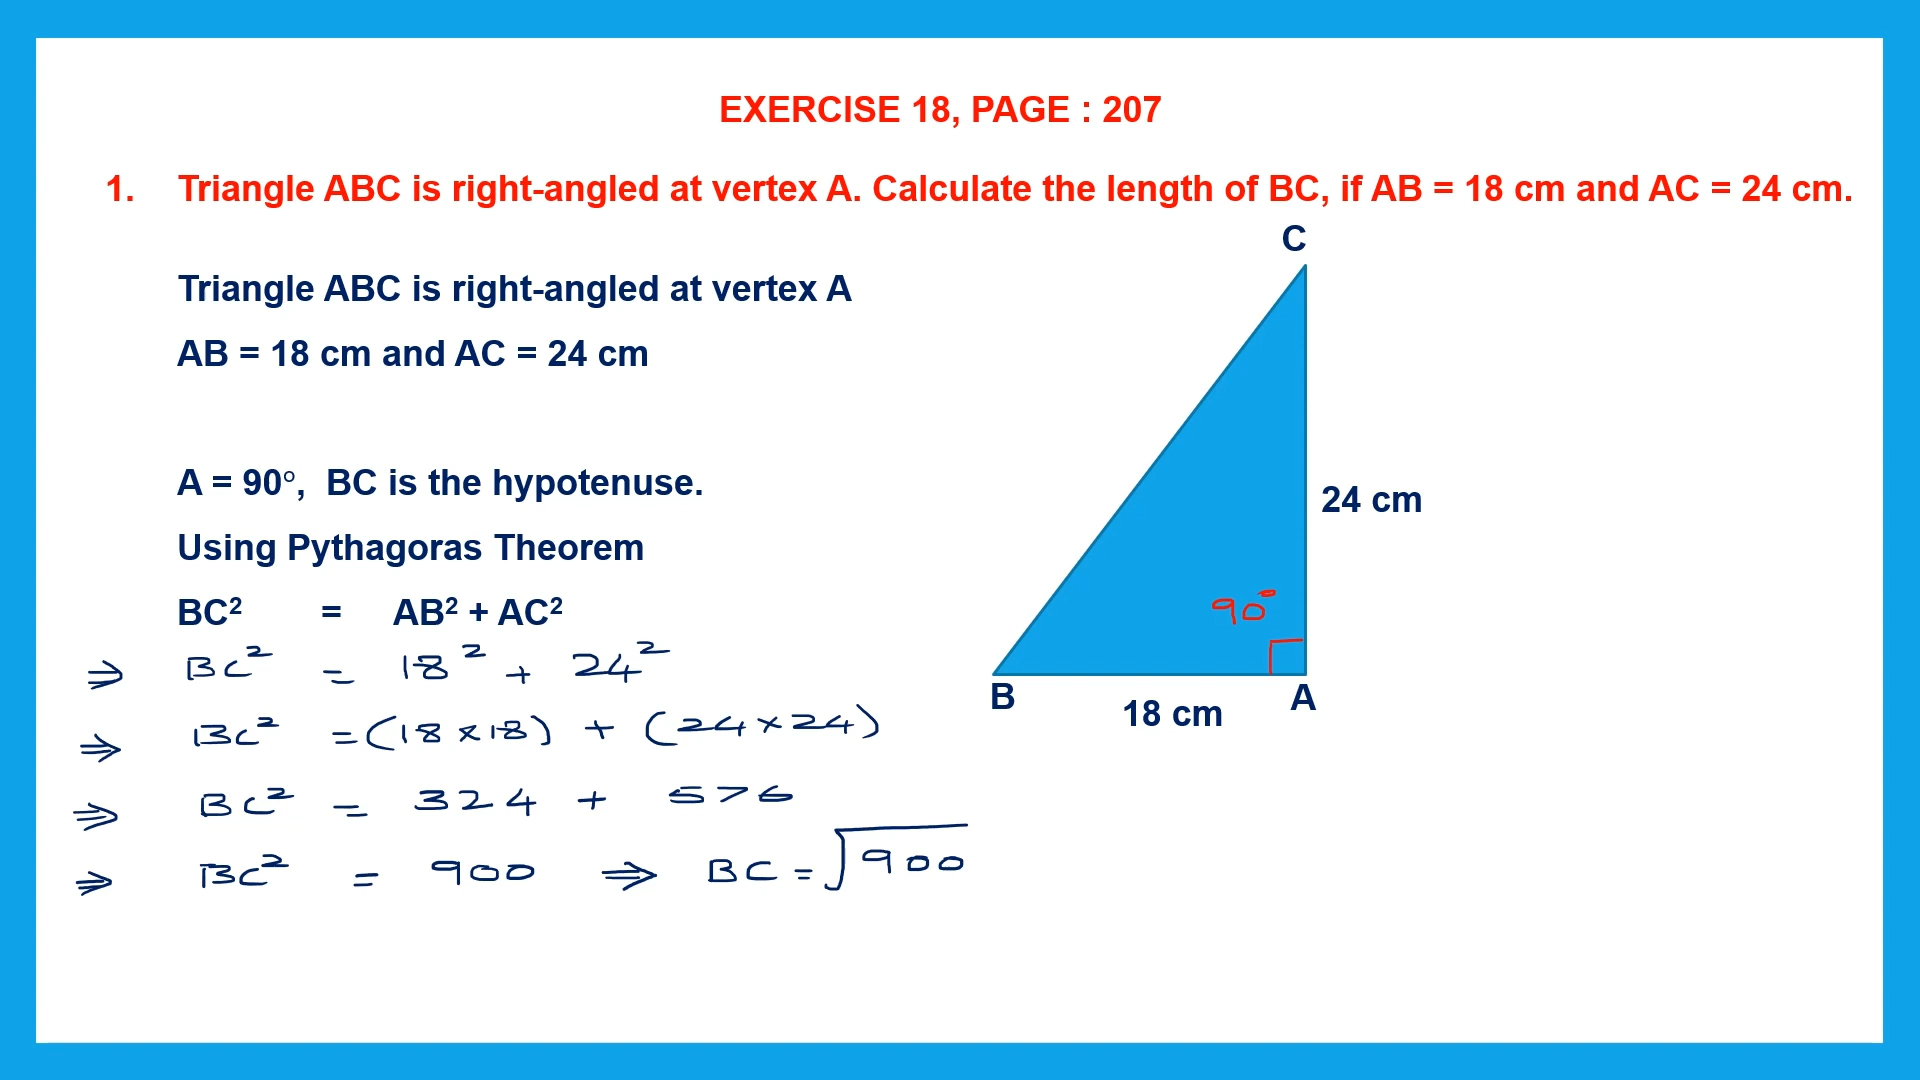 EXERCISE 18, PAGE : 207
1. Triangle ABC is right-angled at vertex A. Calculate the length of BC, if AB = 18 cm and AC = 24 cm.
C
Triangle ABC is right-angled at vertex A
AB = 18 cm and AC = 24 cm
A = 90°, BC is the hypotenuse.
24 cm
Using Pythagoras Theorem
90°
BC² = AB² + AC²
⇒ BC² = 18² + 24²
B
A
18 cm
⇒ BC² = (18 × 18) + (24 × 24)
⇒ BC² = 324 + 576
⇒ BC² = 900 ⇒ BC = √900